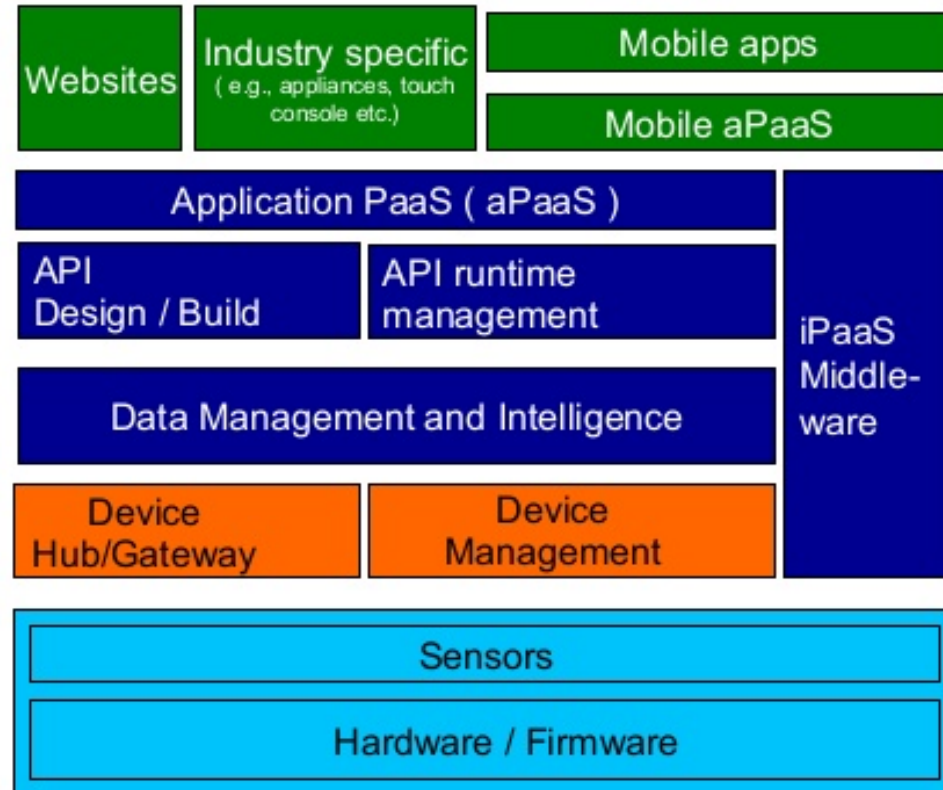 Websites
Industry specific
( e.g., appliances, touch
console etc.)
Mobile apps
Mobile aPaaS
Application PaaS ( aPaaS )
API
Design / Build
API runtime
management
iPaaS
Middle-
ware
Data Management and Intelligence
Device
Hub/Gateway
Device
Management
Sensors
Hardware / Firmware